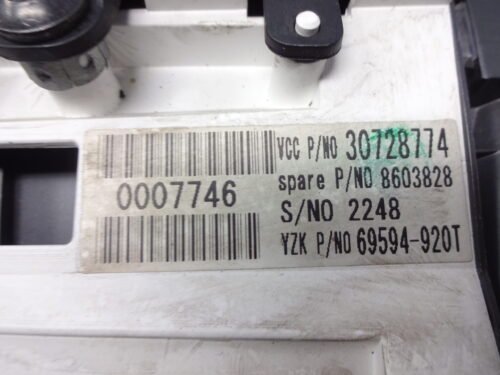 0007746
VCC P/NO 30728774
spare P/NO 8603828
S/NO 2248
YZK P/NO 69594-920T